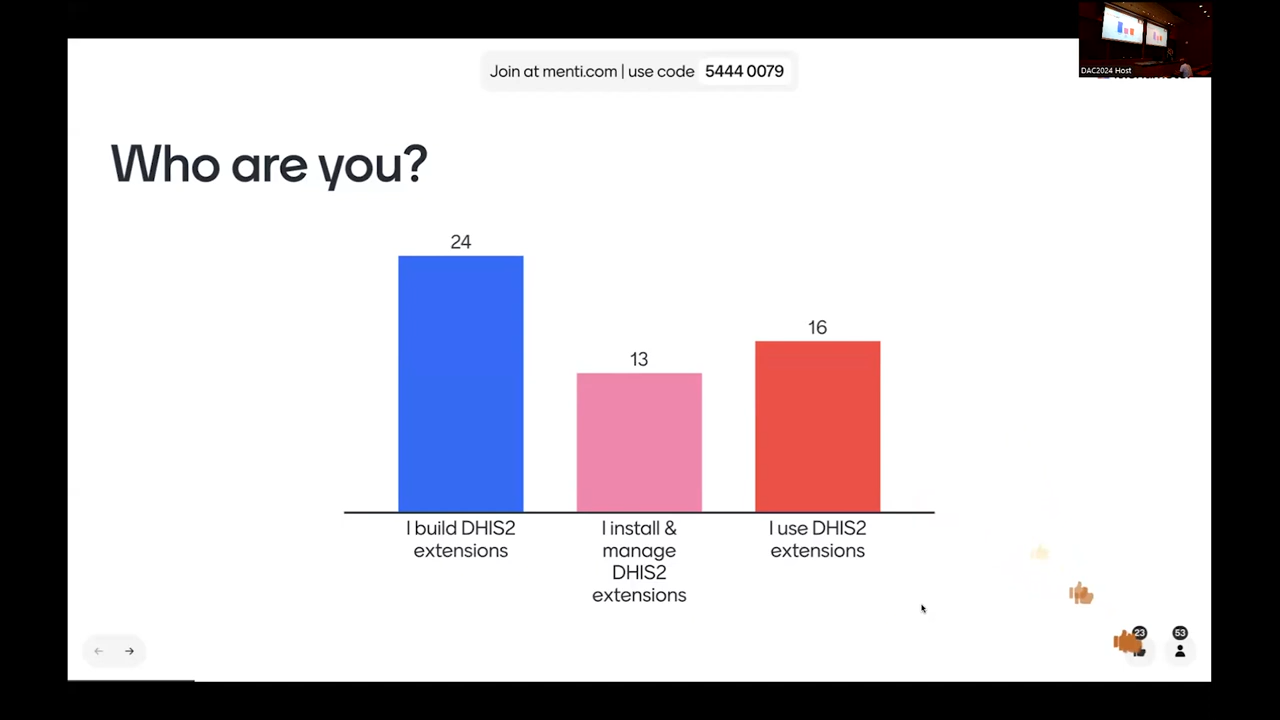 Join at menti.com | use code 5444 0079
DAC2024 Host
Who are you?
24
13
16
I build DHIS2
extensions
I install &
manage
DHIS2
extensions
I use DHIS2
extensions
23
53